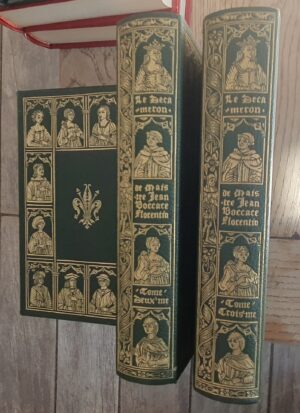 Le Deca
meron
de Mais
tre Jean
Boccace
Florentin
Tome
Deux'me
Le Deca
meron
de Mais
tre Jean
Boccace
Florentin
Tome
Trois'me